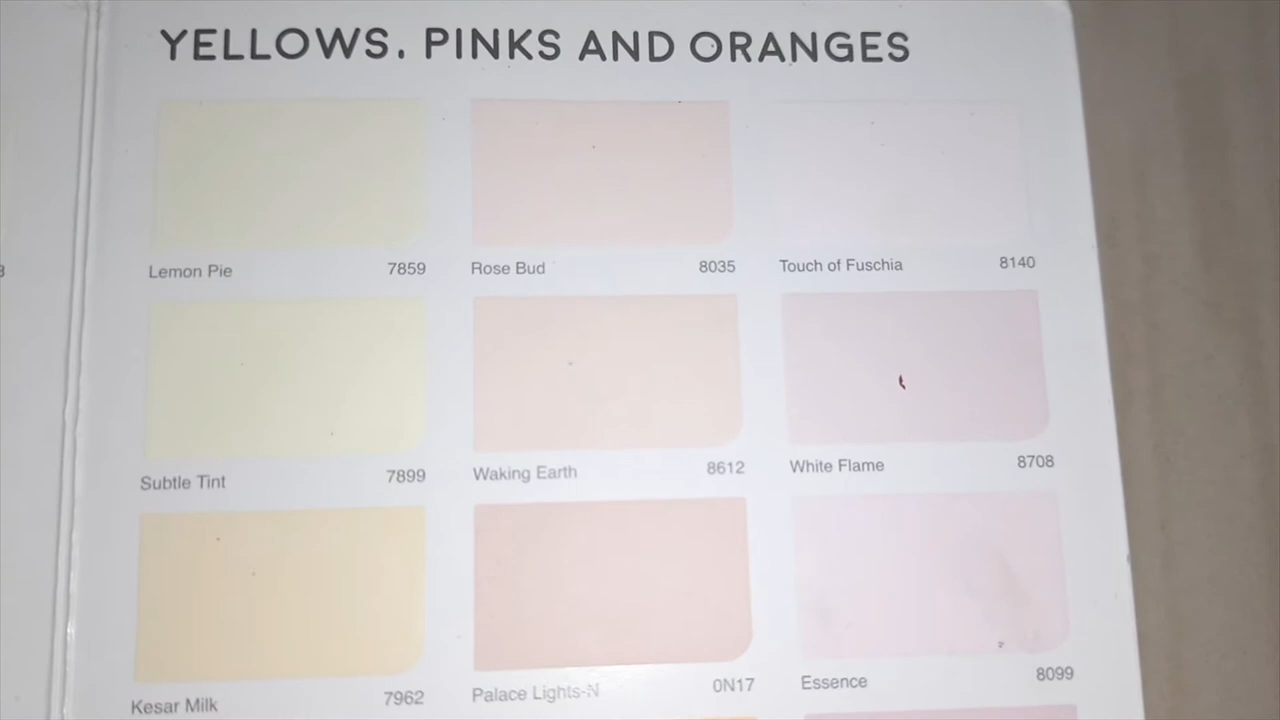 YELLOWS. PINKS AND ORANGES
Lemon Pie 7859
Rose Bud 8035
Touch of Fuschia 8140
Subtle Tint 7899
Waking Earth 8612
White Flame 8708
Kesar Milk 7962
Palace Lights-N 0N17
Essence 8099